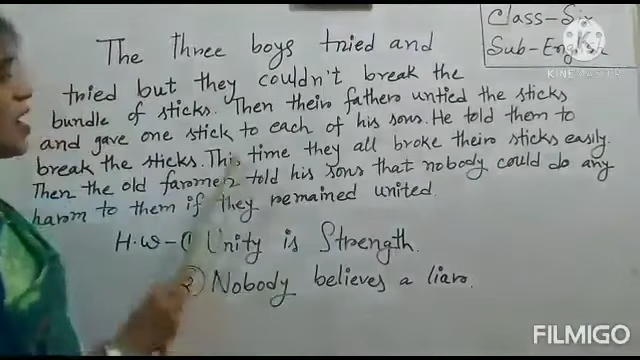 Class-Six
Sub-English
KINEMASTER
The three boys tried and
tried but they couldn't break the
bundle of sticks. Then their father untied the sticks
and gave one stick to each of his sons. He told them to
break the sticks. This time they all broke their sticks easily.
Then the old farmer told his sons that nobody could do any
harm to them if they remained united.
H.W- ① Unity is Strength.
② Nobody believes a liar.
FILMIGO